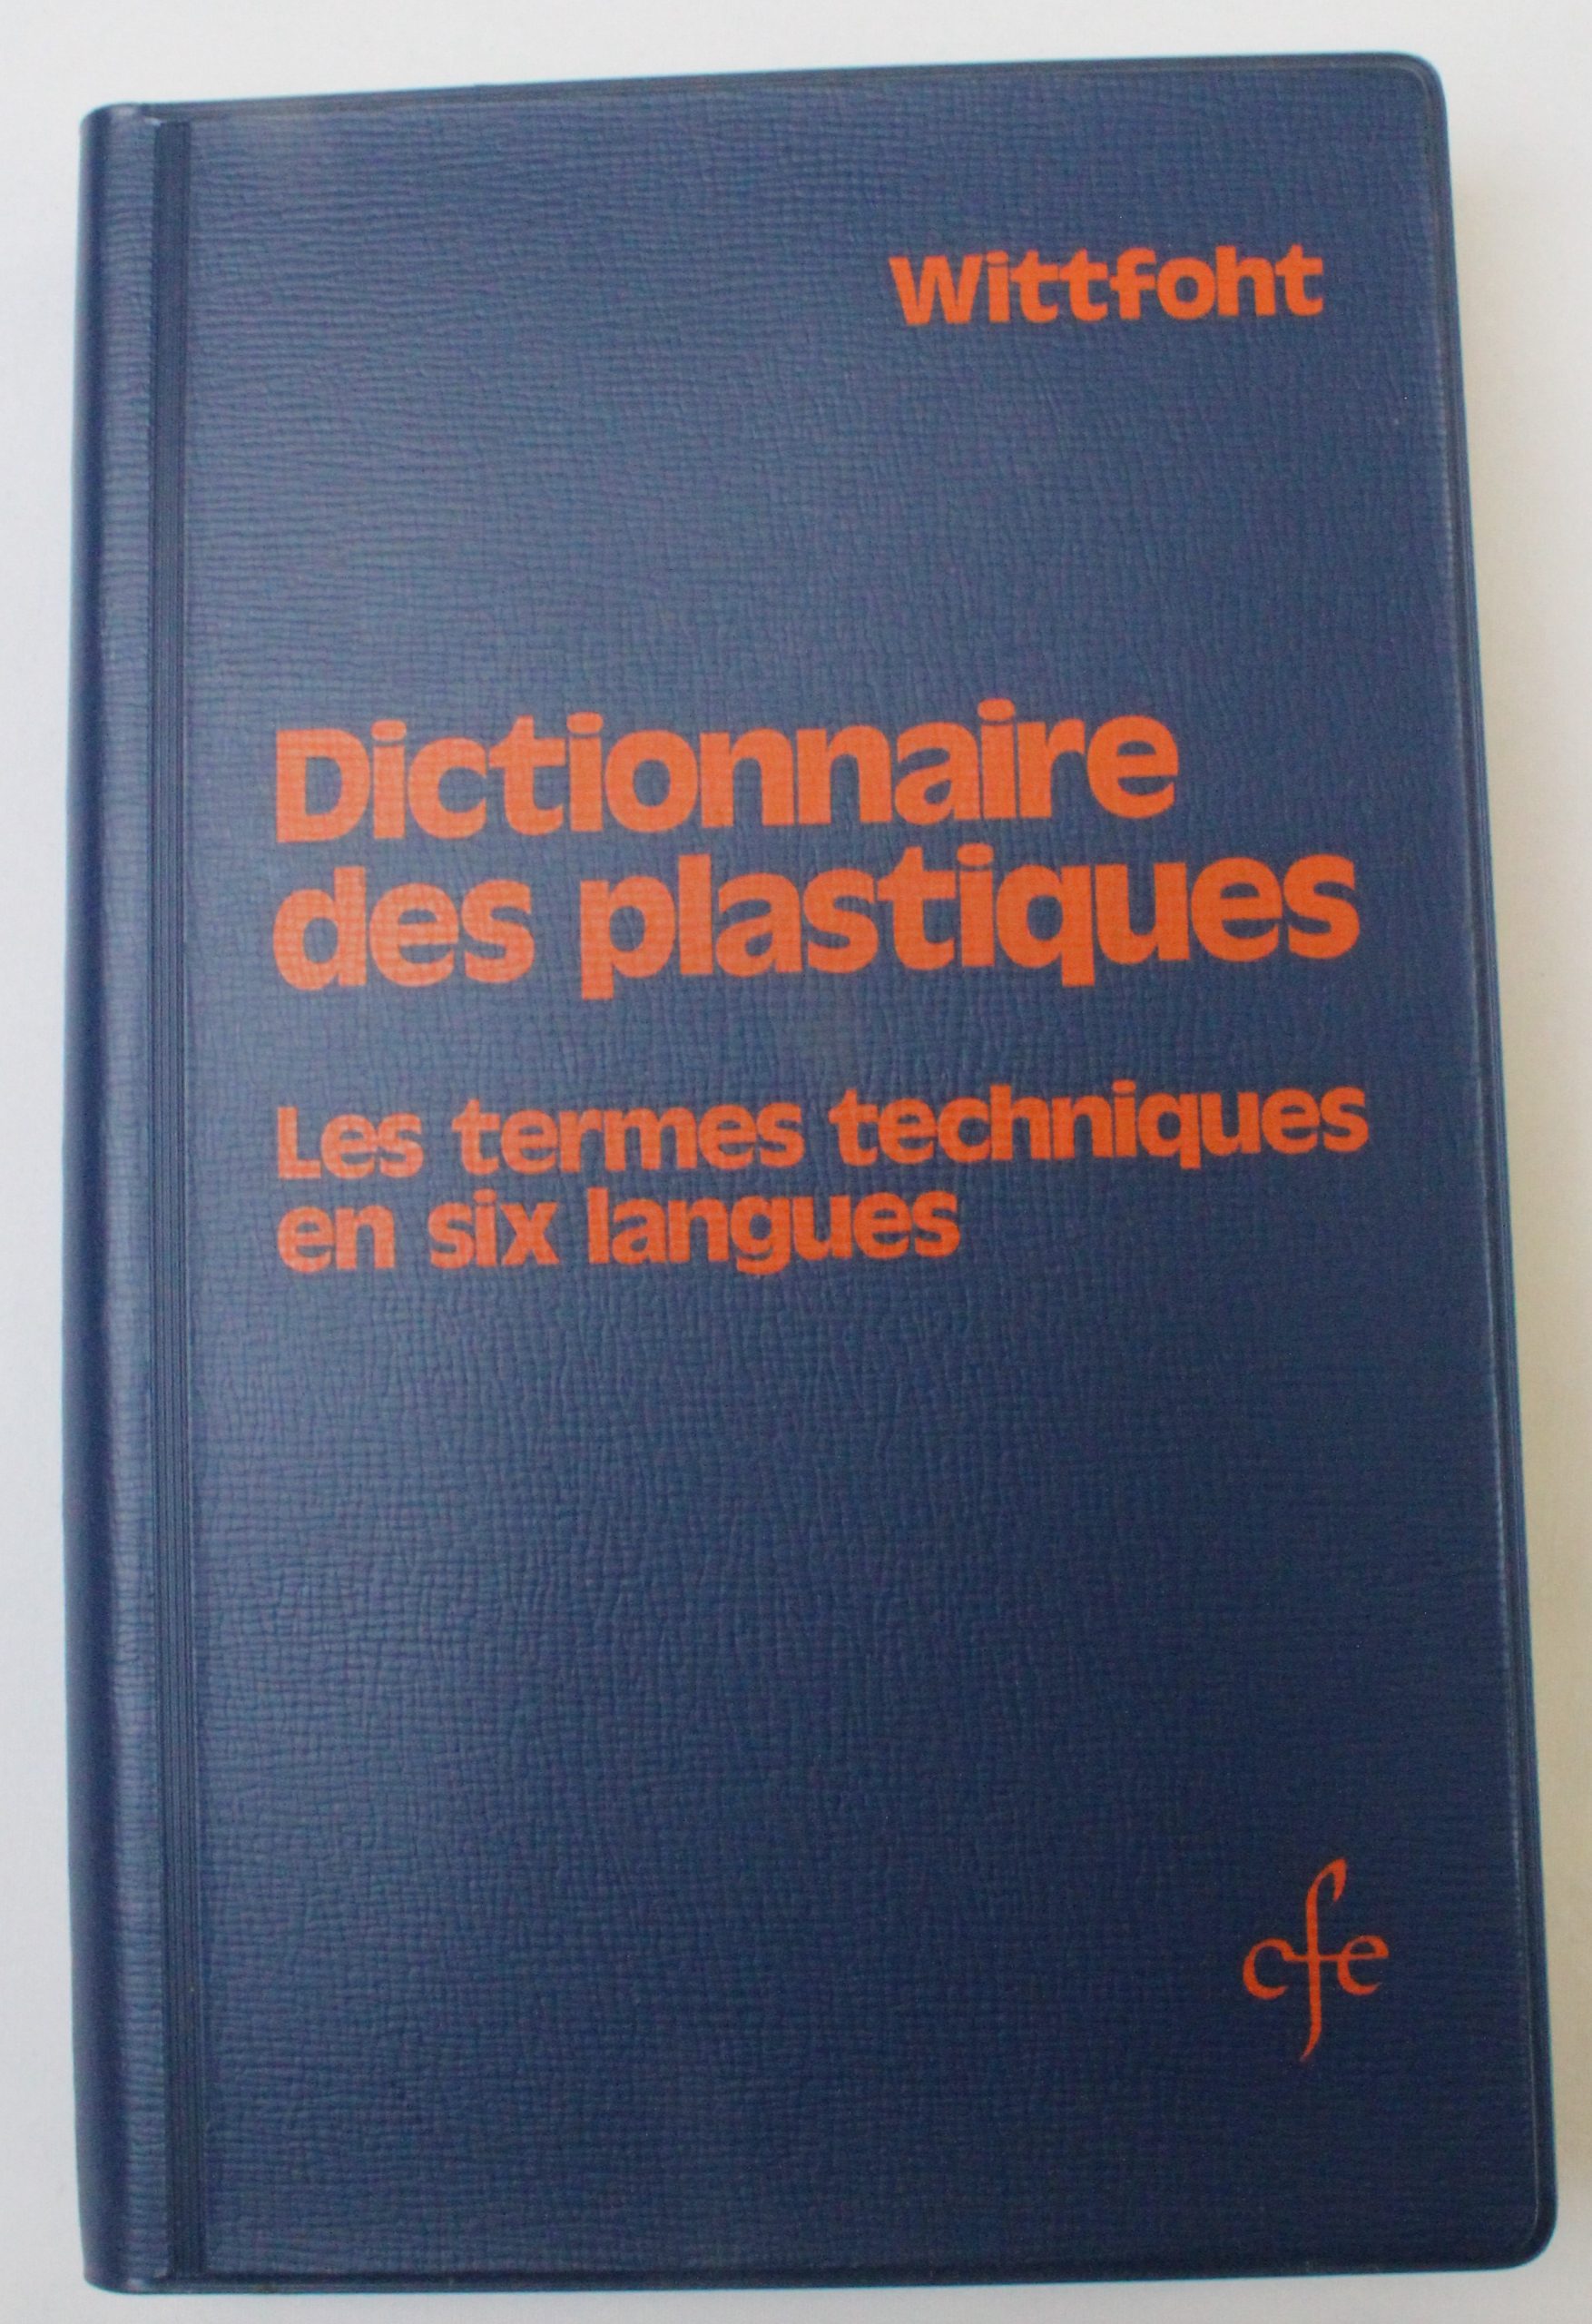 Wittfoht
Dictionnaire
des plastiques
Les termes techniques
en six langues
cfe